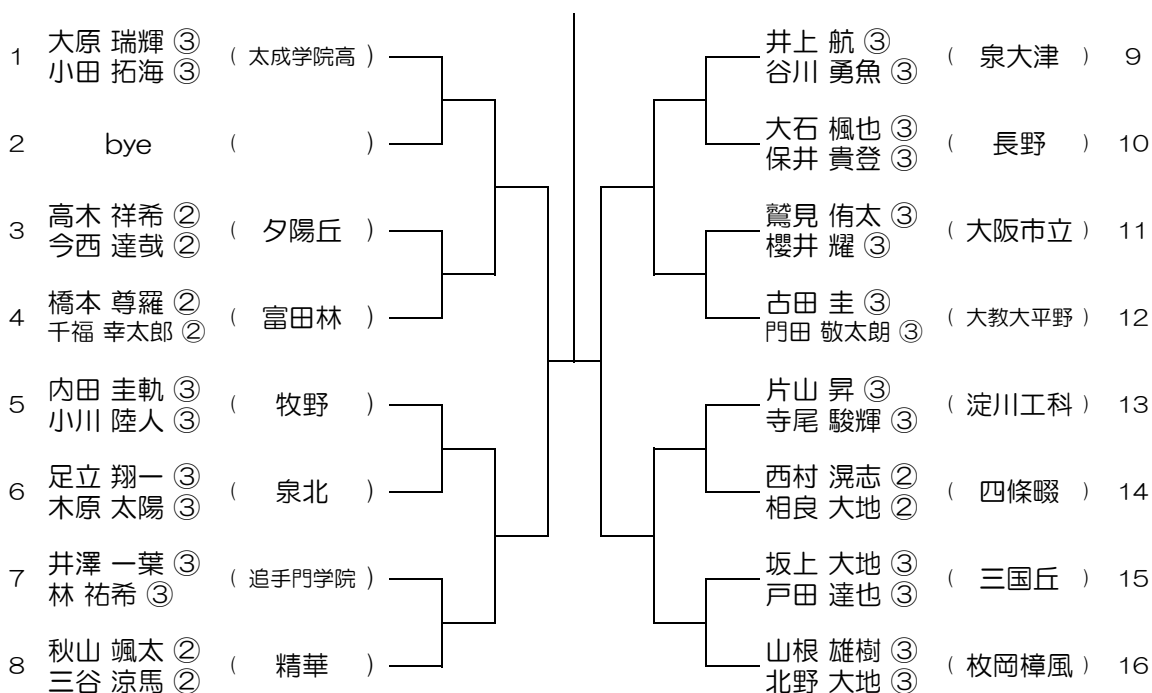 1 大原 瑞輝 ③ ( 太成学院高 )
小田 拓海 ③
2 bye ( )
3 高木 祥希 ② ( 夕陽丘 )
今西 達哉 ②
4 橋本 尊羅 ② ( 富田林 )
千福 幸太郎 ②
5 内田 圭軌 ③ ( 牧野 )
小川 陸人 ③
6 足立 翔一 ③ ( 泉北 )
木原 太陽 ③
7 井澤 一葉 ③ ( 追手門学院 )
林 祐希 ③
8 秋山 颯太 ② ( 精華 )
三谷 涼馬 ②
井上 航 ③ ( 泉大津 ) 9
谷川 勇魚 ③
大石 楓也 ③ ( 長野 ) 10
保井 貴登 ③
鷲見 侑太 ③ ( 大阪市立 ) 11
櫻井 耀 ③
古田 圭 ③ ( 大教大平野 ) 12
門田 敬太朗 ③
片山 昇 ③ ( 淀川工科 ) 13
寺尾 駿輝 ③
西村 滉志 ② ( 四條畷 ) 14
相良 大地 ②
坂上 大地 ③ ( 三国丘 ) 15
戸田 達也 ③
山根 雄樹 ③ ( 枚岡樟風 ) 16
北野 大地 ③